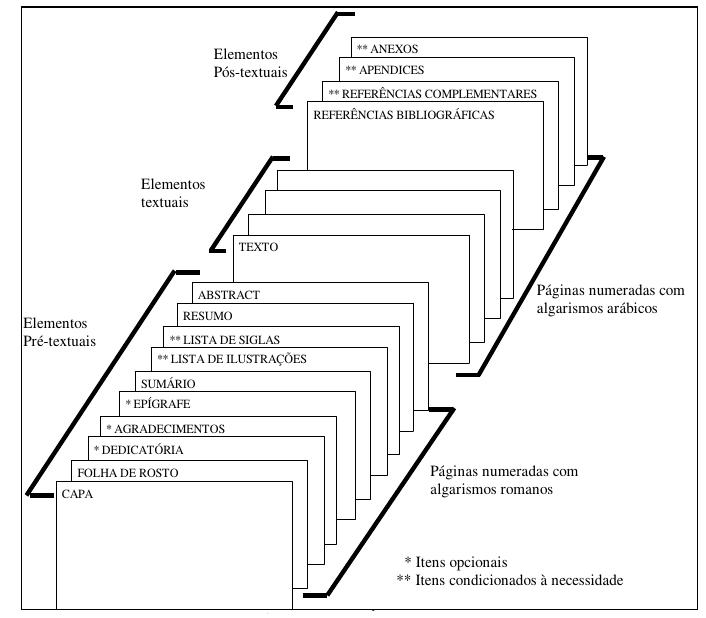 Elementos
Pós-textuais
** ANEXOS
** APENDICES
** REFERÊNCIAS COMPLEMENTARES
REFERÊNCIAS BIBLIOGRÁFICAS
Elementos
textuais
TEXTO
Páginas numeradas com
algarismos arábicos
Elementos
Pré-textuais
ABSTRACT
RESUMO
** LISTA DE SIGLAS
** LISTA DE ILUSTRAÇÕES
SUMÁRIO
* EPÍGRAFE
* AGRADECIMENTOS
* DEDICATÓRIA
FOLHA DE ROSTO
CAPA
Páginas numeradas com
algarismos romanos
* Itens opcionais
** Itens condicionados à necessidade